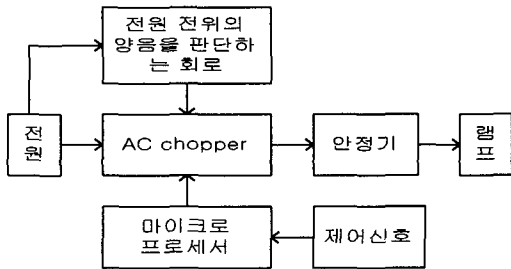 전원 전위의
양음을 판단하
는 회로
전
원
AC chopper
안정기
램
프
마이크로
프로세서
제어신호